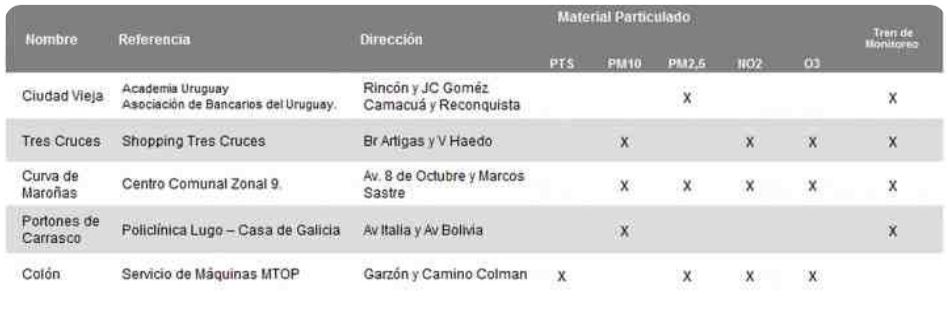 Material Particulado
Nombre Referencia Dirección Tren de Monitoreo
PTS PM10 PM2,5 NO2 O3
Ciudad Vieja Academia Uruguay Rincón y JC Goméz
Asociación de Bancarios del Uruguay. Camacuá y Reconquista X X
Tres Cruces Shopping Tres Cruces Br Artigas y V Haedo X X X X
Curva de Maroñas Centro Comunal Zonal 9. Av. 8 de Octubre y Marcos Sastre X X X X X
Portones de Carrasco Policlínica Lugo – Casa de Galicia Av Italia y Av Bolivia X X
Colón Servicio de Máquinas MTOP Garzón y Camino Colman X X X X